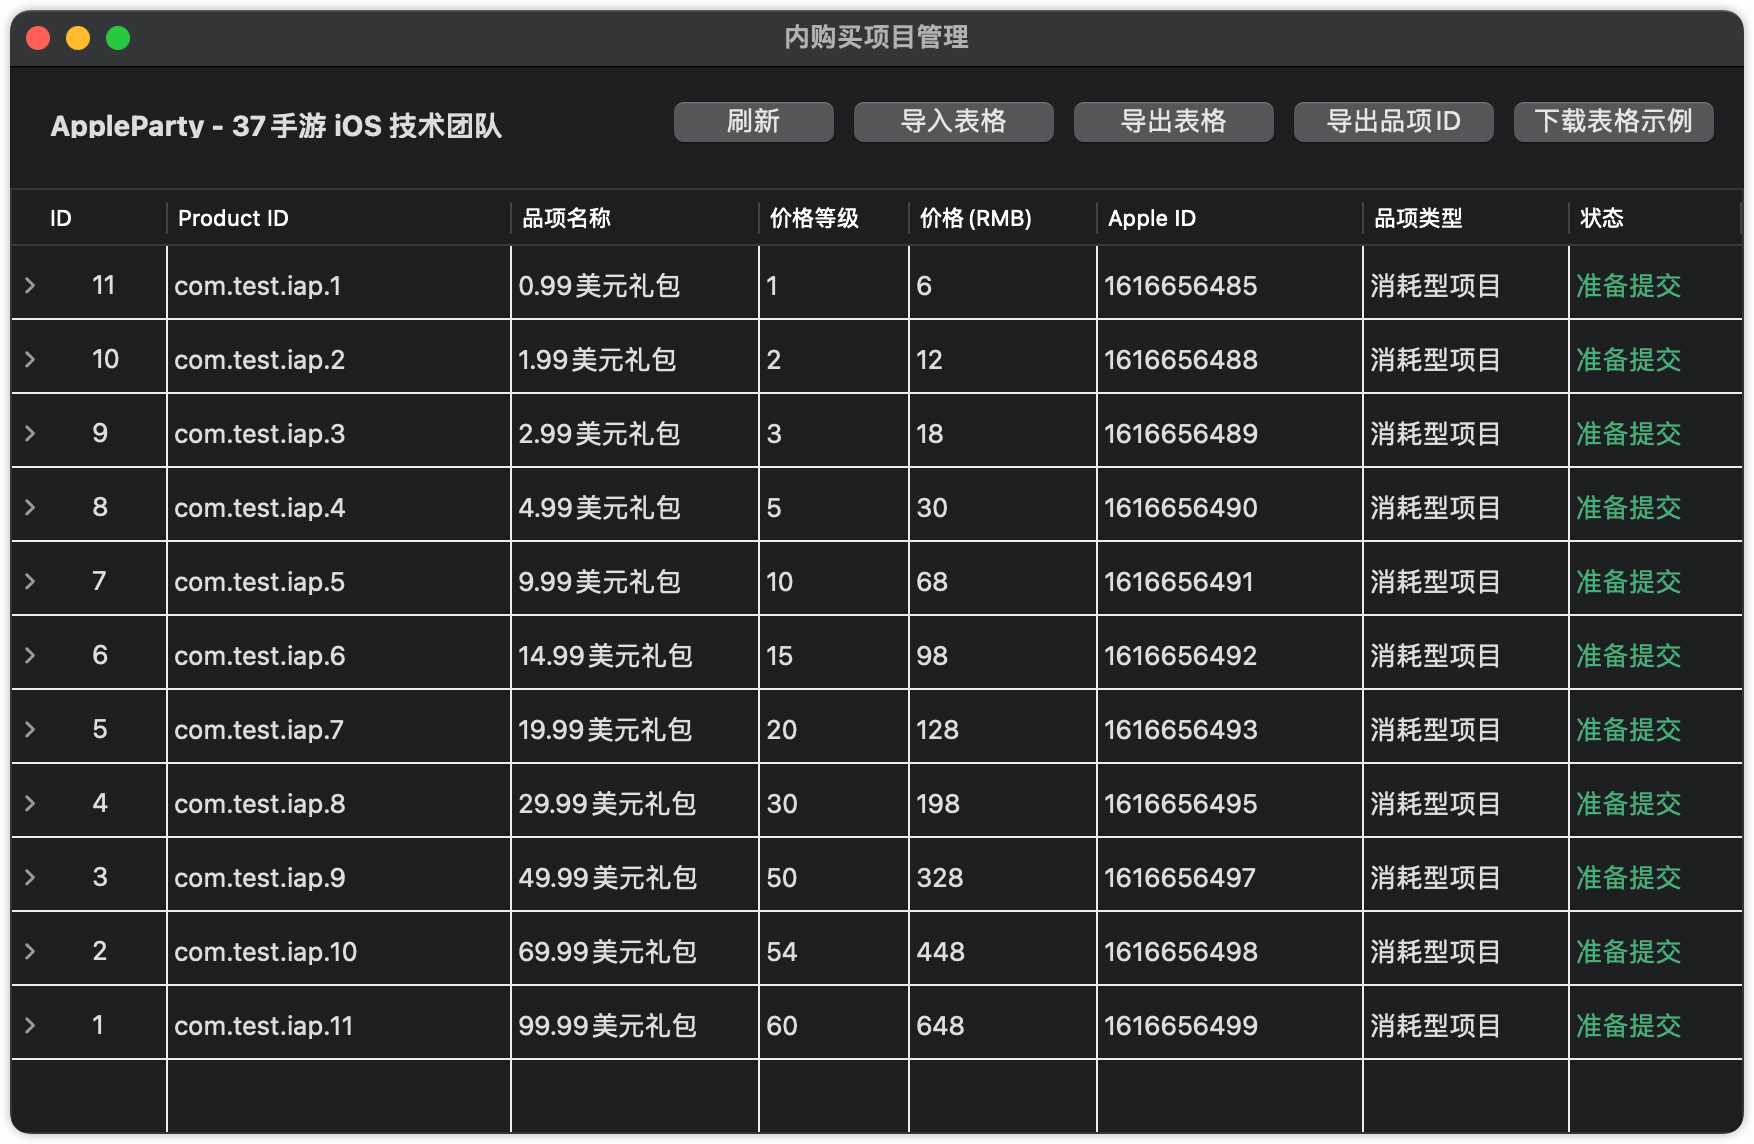 内购买项目管理
AppleParty - 37手游 iOS 技术团队 刷新 导入表格 导出表格 导出品项ID 下载表格示例
ID Product ID 品项名称 价格等级 价格 (RMB) Apple ID 品项类型 状态
11 com.test.iap.1 0.99美元礼包 1 6 1616656485 消耗型项目 准备提交
10 com.test.iap.2 1.99美元礼包 2 12 1616656488 消耗型项目 准备提交
9 com.test.iap.3 2.99美元礼包 3 18 1616656489 消耗型项目 准备提交
8 com.test.iap.4 4.99美元礼包 5 30 1616656490 消耗型项目 准备提交
7 com.test.iap.5 9.99美元礼包 10 68 1616656491 消耗型项目 准备提交
6 com.test.iap.6 14.99美元礼包 15 98 1616656492 消耗型项目 准备提交
5 com.test.iap.7 19.99美元礼包 20 128 1616656493 消耗型项目 准备提交
4 com.test.iap.8 29.99美元礼包 30 198 1616656495 消耗型项目 准备提交
3 com.test.iap.9 49.99美元礼包 50 328 1616656497 消耗型项目 准备提交
2 com.test.iap.10 69.99美元礼包 54 448 1616656498 消耗型项目 准备提交
1 com.test.iap.11 99.99美元礼包 60 648 1616656499 消耗型项目 准备提交